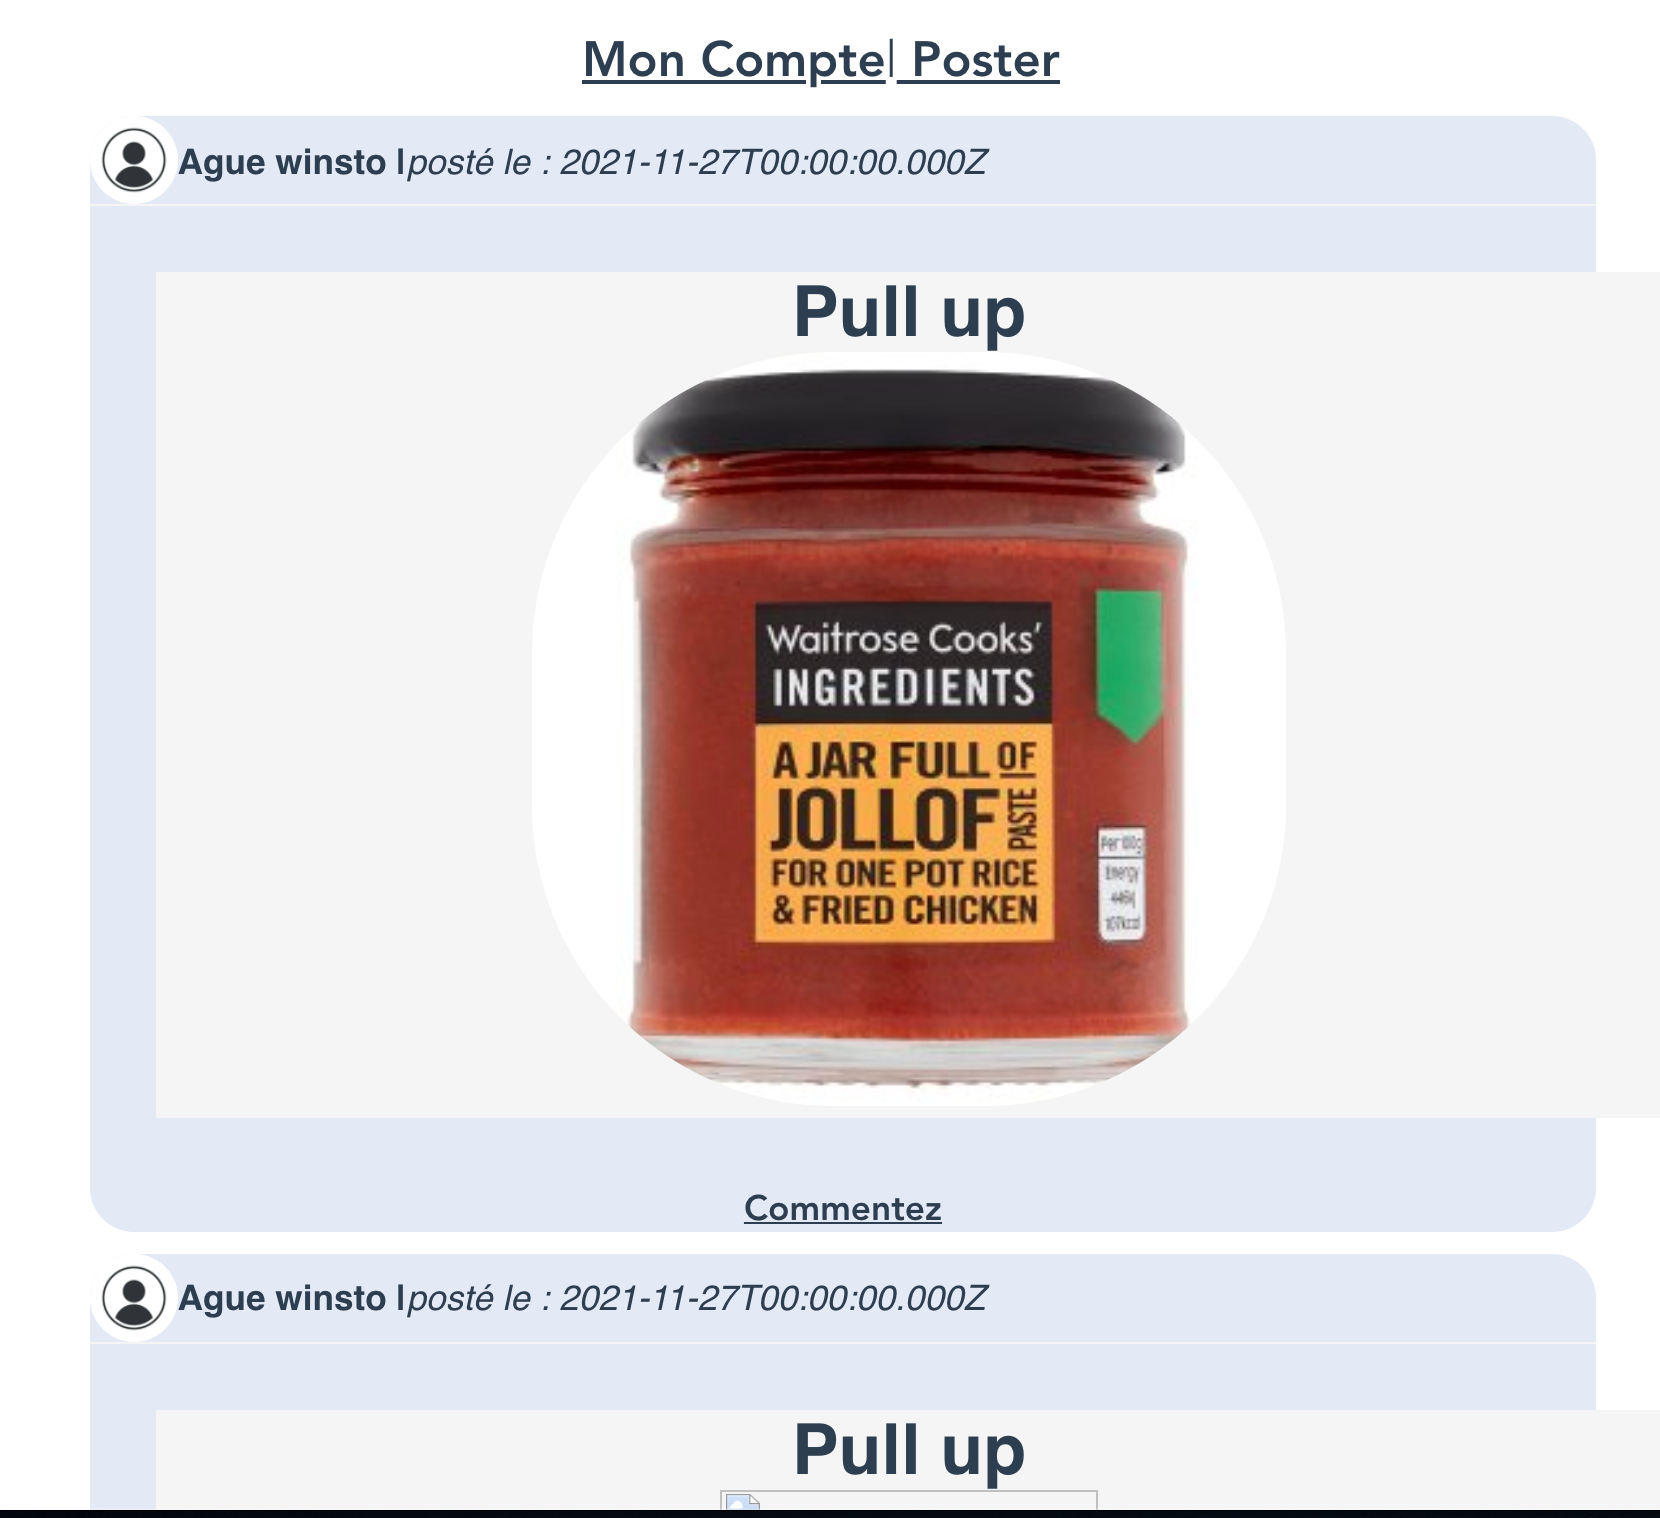 Mon Compte| Poster
Ague winsto |posté le : 2021-11-27T00:00:00.000Z
Pull up
Waitrose Cooks'
INGREDIENTS
A JAR FULL OF
JOLLOF PASTE
FOR ONE POT RICE
& FRIED CHICKEN
Per 100g
Energy
446kJ
107kcal
Commentez
Ague winsto |posté le : 2021-11-27T00:00:00.000Z
Pull up